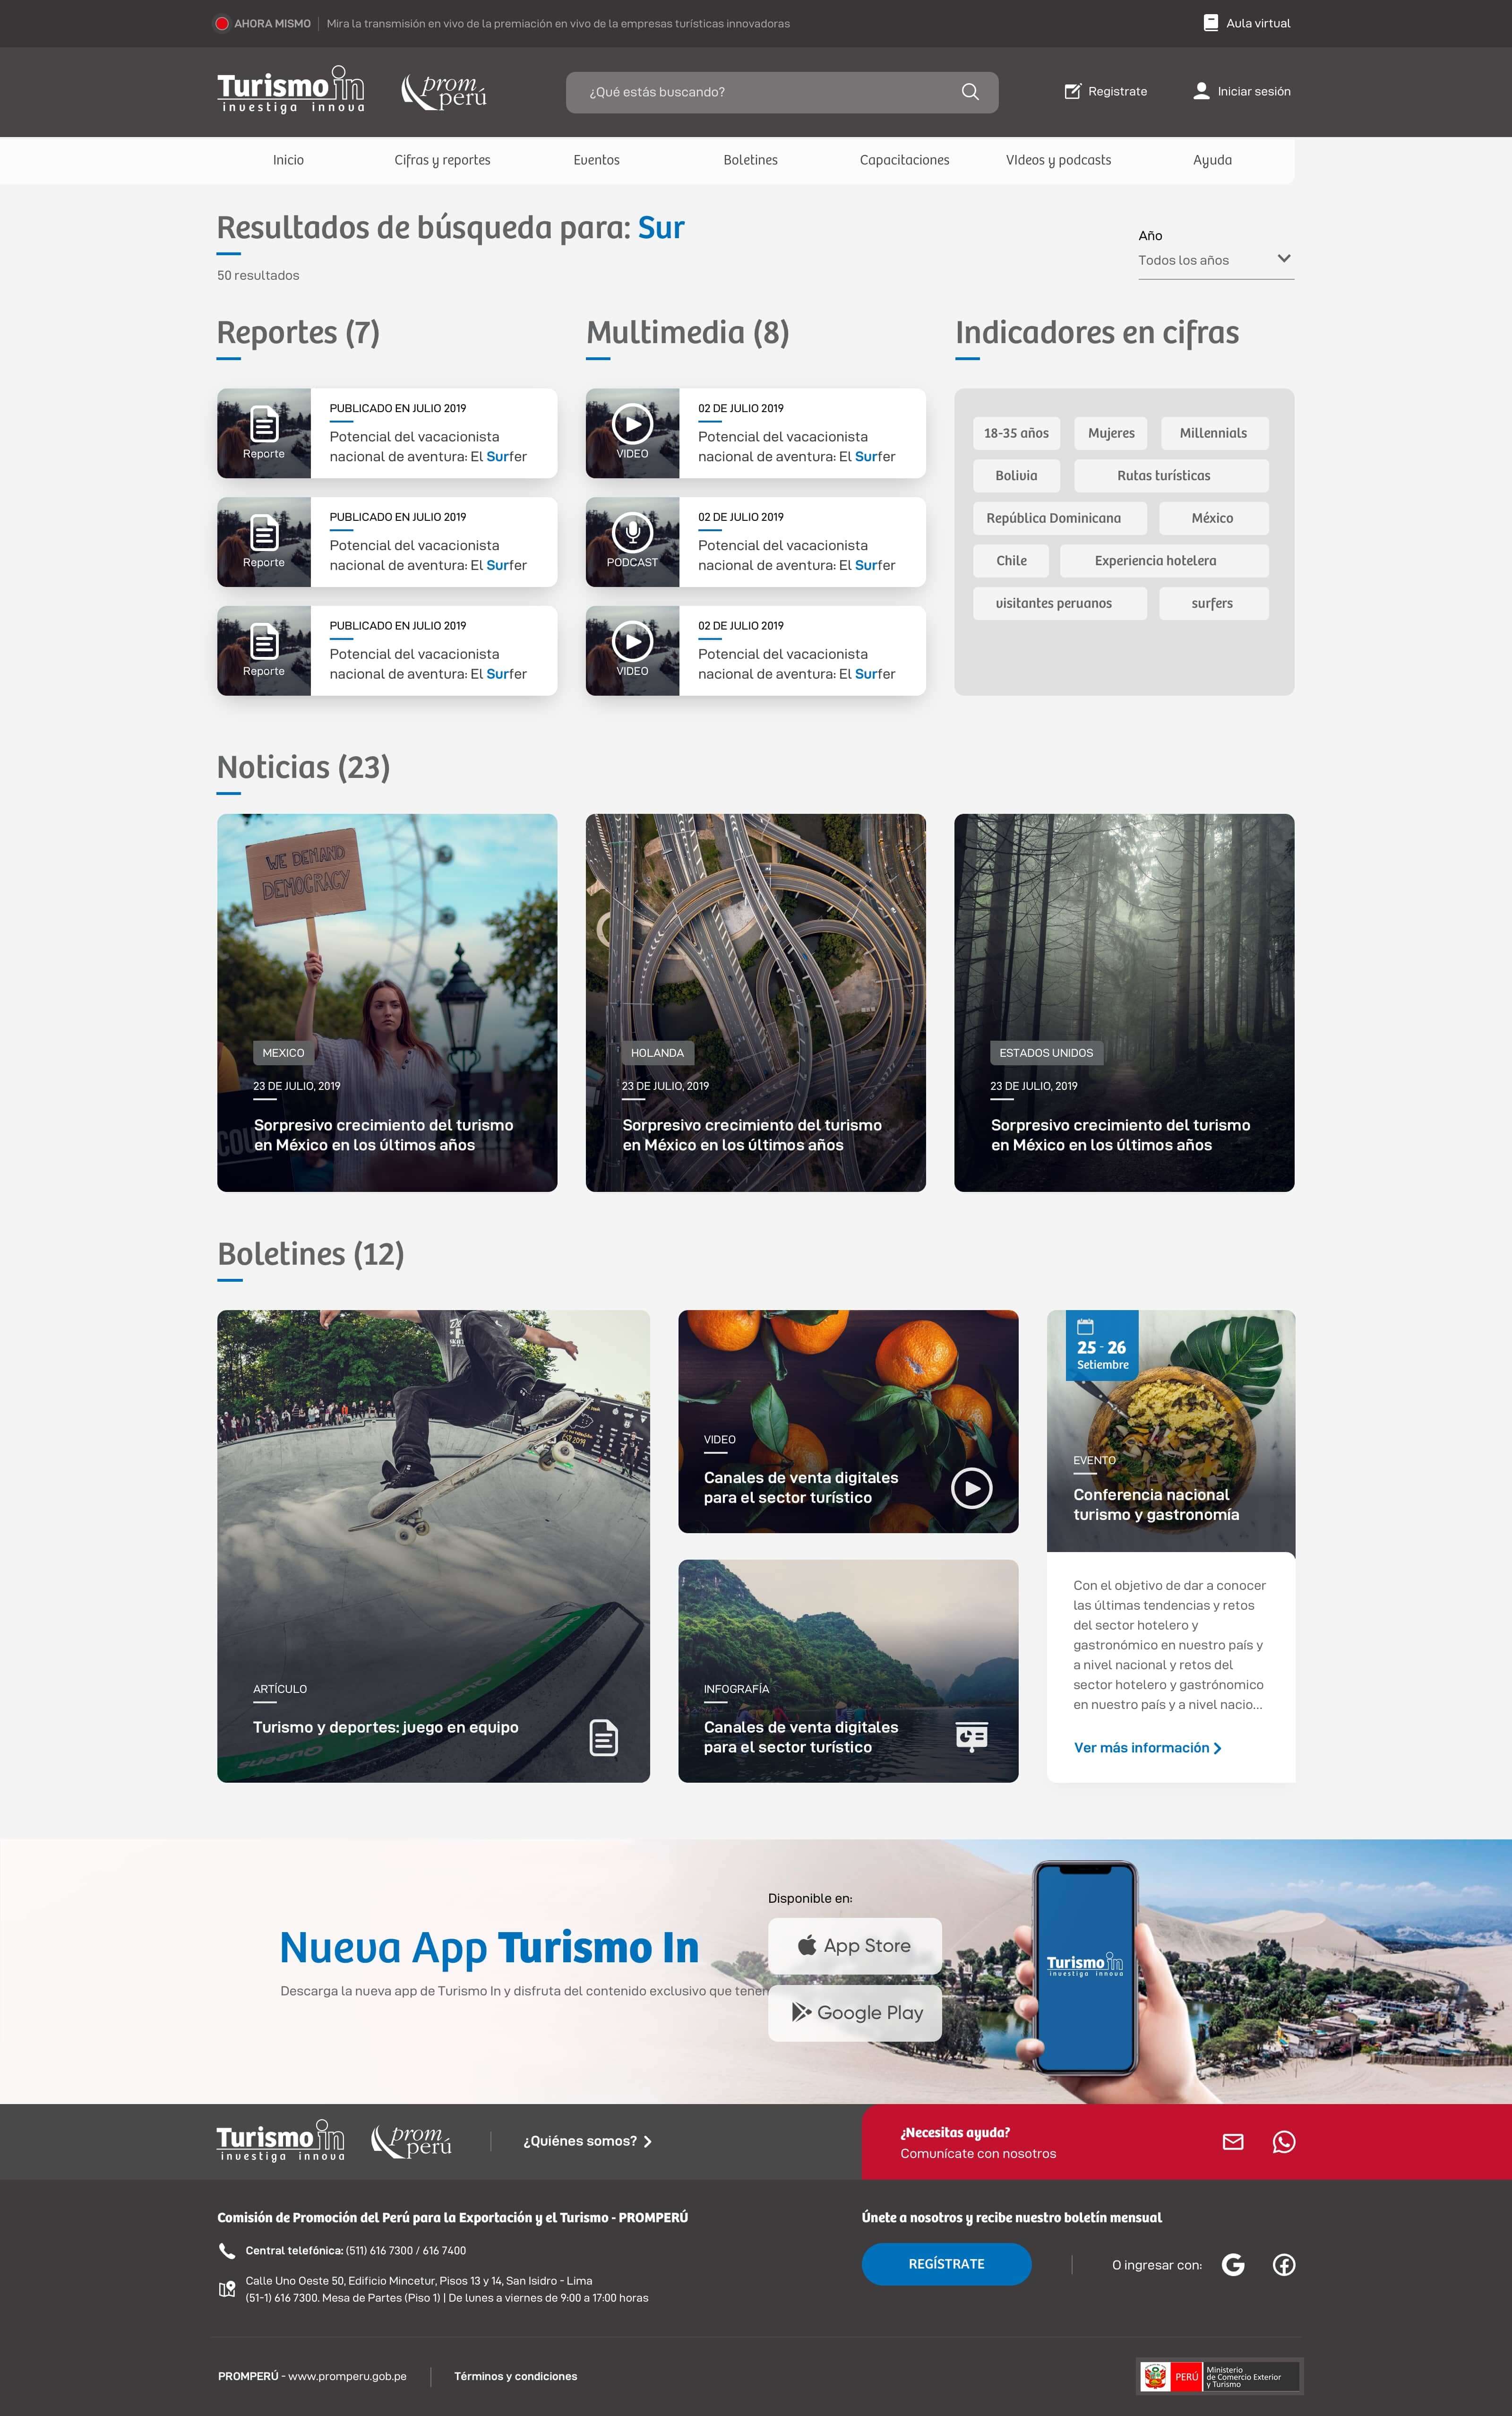 AHORA MISMO | Mira la transmisión en vivo de la premiación en vivo de la empresas turísticas innovadoras
Aula virtual
Turismo in
investiga innova
prom
perú
¿Qué estás buscando?
Registrate
Iniciar sesión
Inicio
Cifras y reportes
Eventos
Boletines
Capacitaciones
VIdeos y podcasts
Ayuda
Resultados de búsqueda para: Sur
50 resultados
Año
Todos los años
Reportes (7)
Reporte
PUBLICADO EN JULIO 2019
Potencial del vacacionista
nacional de aventura: El Surfer
Reporte
PUBLICADO EN JULIO 2019
Potencial del vacacionista
nacional de aventura: El Surfer
Reporte
PUBLICADO EN JULIO 2019
Potencial del vacacionista
nacional de aventura: El Surfer
Multimedia (8)
VIDEO
02 DE JULIO 2019
Potencial del vacacionista
nacional de aventura: El Surfer
PODCAST
02 DE JULIO 2019
Potencial del vacacionista
nacional de aventura: El Surfer
VIDEO
02 DE JULIO 2019
Potencial del vacacionista
nacional de aventura: El Surfer
Indicadores en cifras
18-35 años
Mujeres
Millennials
Bolivia
Rutas turísticas
República Dominicana
México
Chile
Experiencia hotelera
visitantes peruanos
surfers
Noticias (23)
WE DEMAND
DEMOCRACY
MEXICO
23 DE JULIO, 2019
Sorpresivo crecimiento del turismo
en México en los últimos años
HOLANDA
23 DE JULIO, 2019
Sorpresivo crecimiento del turismo
en México en los últimos años
ESTADOS UNIDOS
23 DE JULIO, 2019
Sorpresivo crecimiento del turismo
en México en los últimos años
Boletines (12)
ARTÍCULO
Turismo y deportes: juego en equipo
Queens
VIDEO
Canales de venta digitales
para el sector turístico
INFOGRAFÍA
Canales de venta digitales
para el sector turístico
25 - 26
Setiembre
EVENTO
Conferencia nacional
turismo y gastronomía
Con el objetivo de dar a conocer
las últimas tendencias y retos
del sector hotelero y
gastronómico en nuestro país y
a nivel nacional y retos del
sector hotelero y gastrónomico
en nuestro país y a nivel nacio...
Ver más información
Nueva App Turismo In
Descarga la nueva app de Turismo In y disfruta del contenido exclusivo que tenen
Disponible en:
App Store
Google Play
Turismo in
investiga innova
Turismo in
investiga innova
prom
perú
¿Quiénes somos?
¿Necesitas ayuda?
Comunícate con nosotros
Comisión de Promoción del Perú para la Exportación y el Turismo - PROMPERÚ
Central telefónica: (511) 616 7300 / 616 7400
Calle Uno Oeste 50, Edificio Mincetur, Pisos 13 y 14, San Isidro - Lima
(51-1) 616 7300. Mesa de Partes (Piso 1) | De lunes a viernes de 9:00 a 17:00 horas
Únete a nosotros y recibe nuestro boletín mensual
REGÍSTRATE
O ingresar con:
PROMPERÚ - www.promperu.gob.pe
Términos y condiciones
PERÚ
Ministerio
de Comercio Exterior
y Turismo